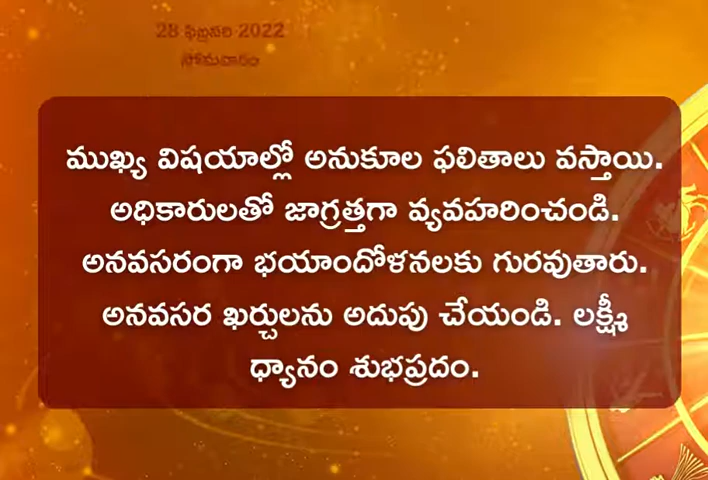 28 ఫిబ్రవరి 2022
సోమవారం
ముఖ్య విషయాల్లో అనుకూల ఫలితాలు వస్తాయి.
అధికారులతో జాగ్రత్తగా వ్యవహరించండి.
అనవసరంగా భయాందోళనలకు గురవుతారు.
అనవసర ఖర్చులను అదుపు చేయండి. లక్ష్మీ
ధ్యానం శుభప్రదం.